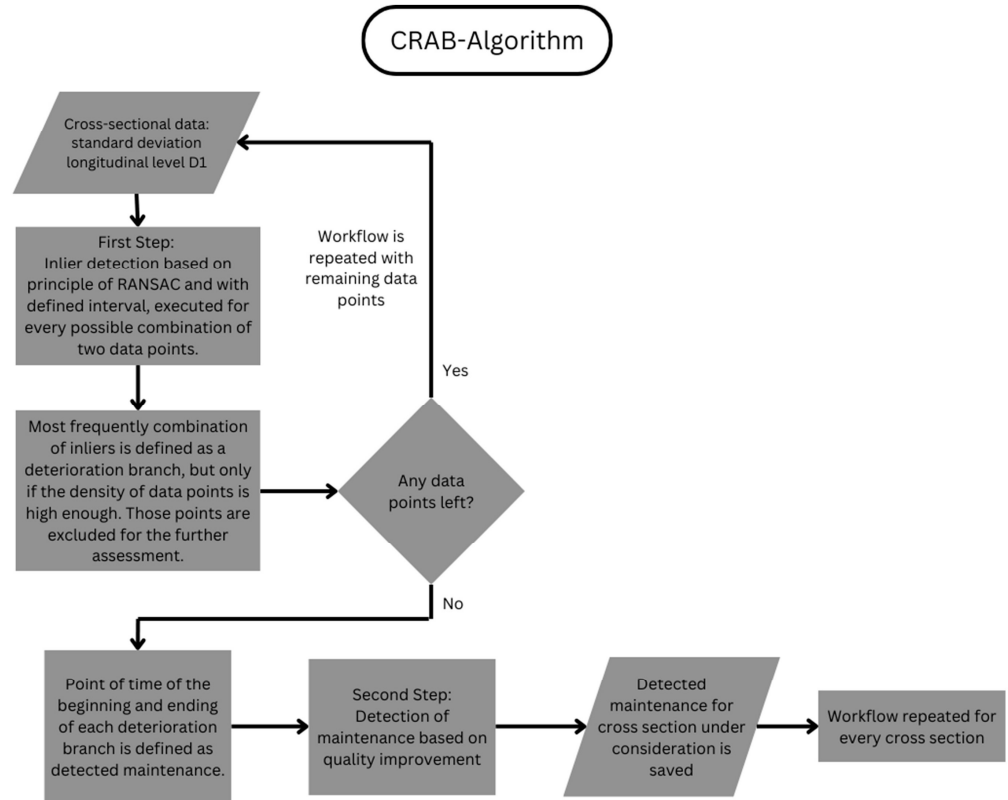 CRAB-Algorithm
Cross-sectional data:
standard deviation
longitudinal level D1
First Step:
Inlier detection based on
principle of RANSAC and with
defined interval, executed for
every possible combination of
two data points.
Workflow is
repeated with
remaining data
points
Yes
Most frequently combination
of inliers is defined as a
deterioration branch, but only
if the density of data points is
high enough. Those points are
excluded for the further
assessment.
Any data
points left?
No
Point of time of the
beginning and ending
of each deterioration
branch is defined as
detected maintenance.
Second Step:
Detection of
maintenance based on
quality improvement
Detected
maintenance for
cross section under
consideration is
saved
Workflow repeated for
every cross section